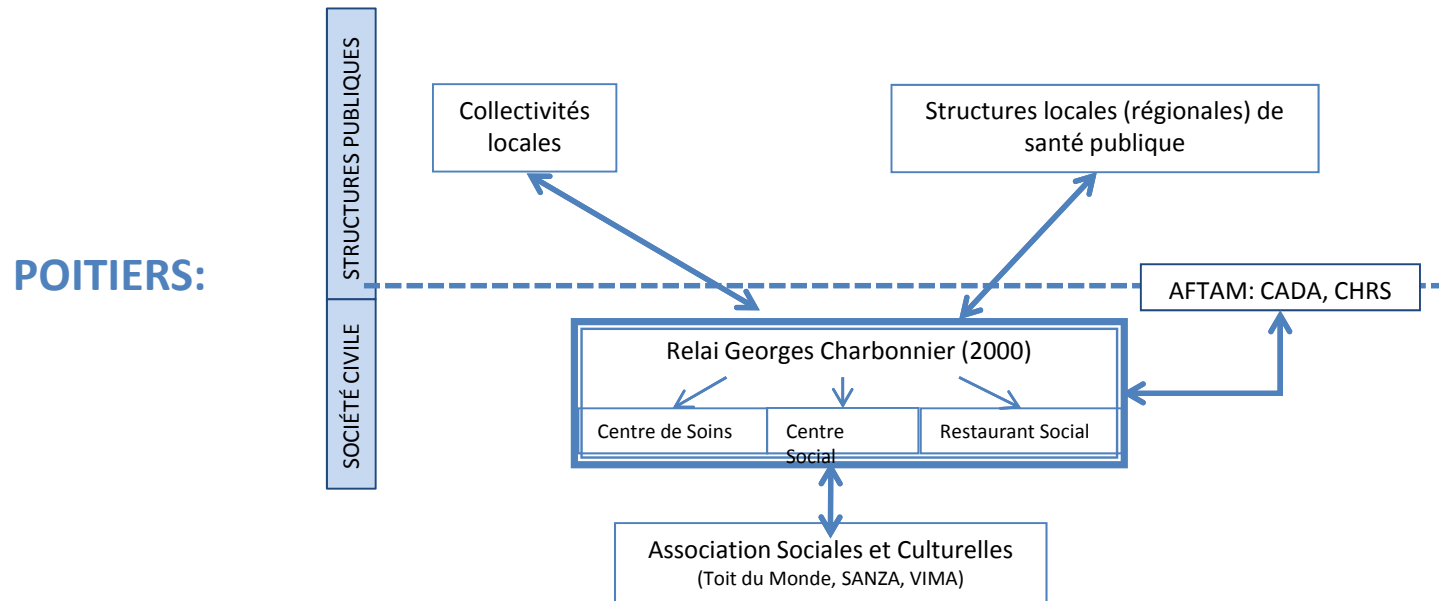 STRUCTURES PUBLIQUES
Collectivités
locales
Structures locales (régionales) de
santé publique
POITIERS:
AFTAM: CADA, CHRS
SOCIÉTÉ CIVILE
Relai Georges Charbonnier (2000)
Centre de Soins
Centre
Social
Restaurant Social
Association Sociales et Culturelles
(Toit du Monde, SANZA, VIMA)